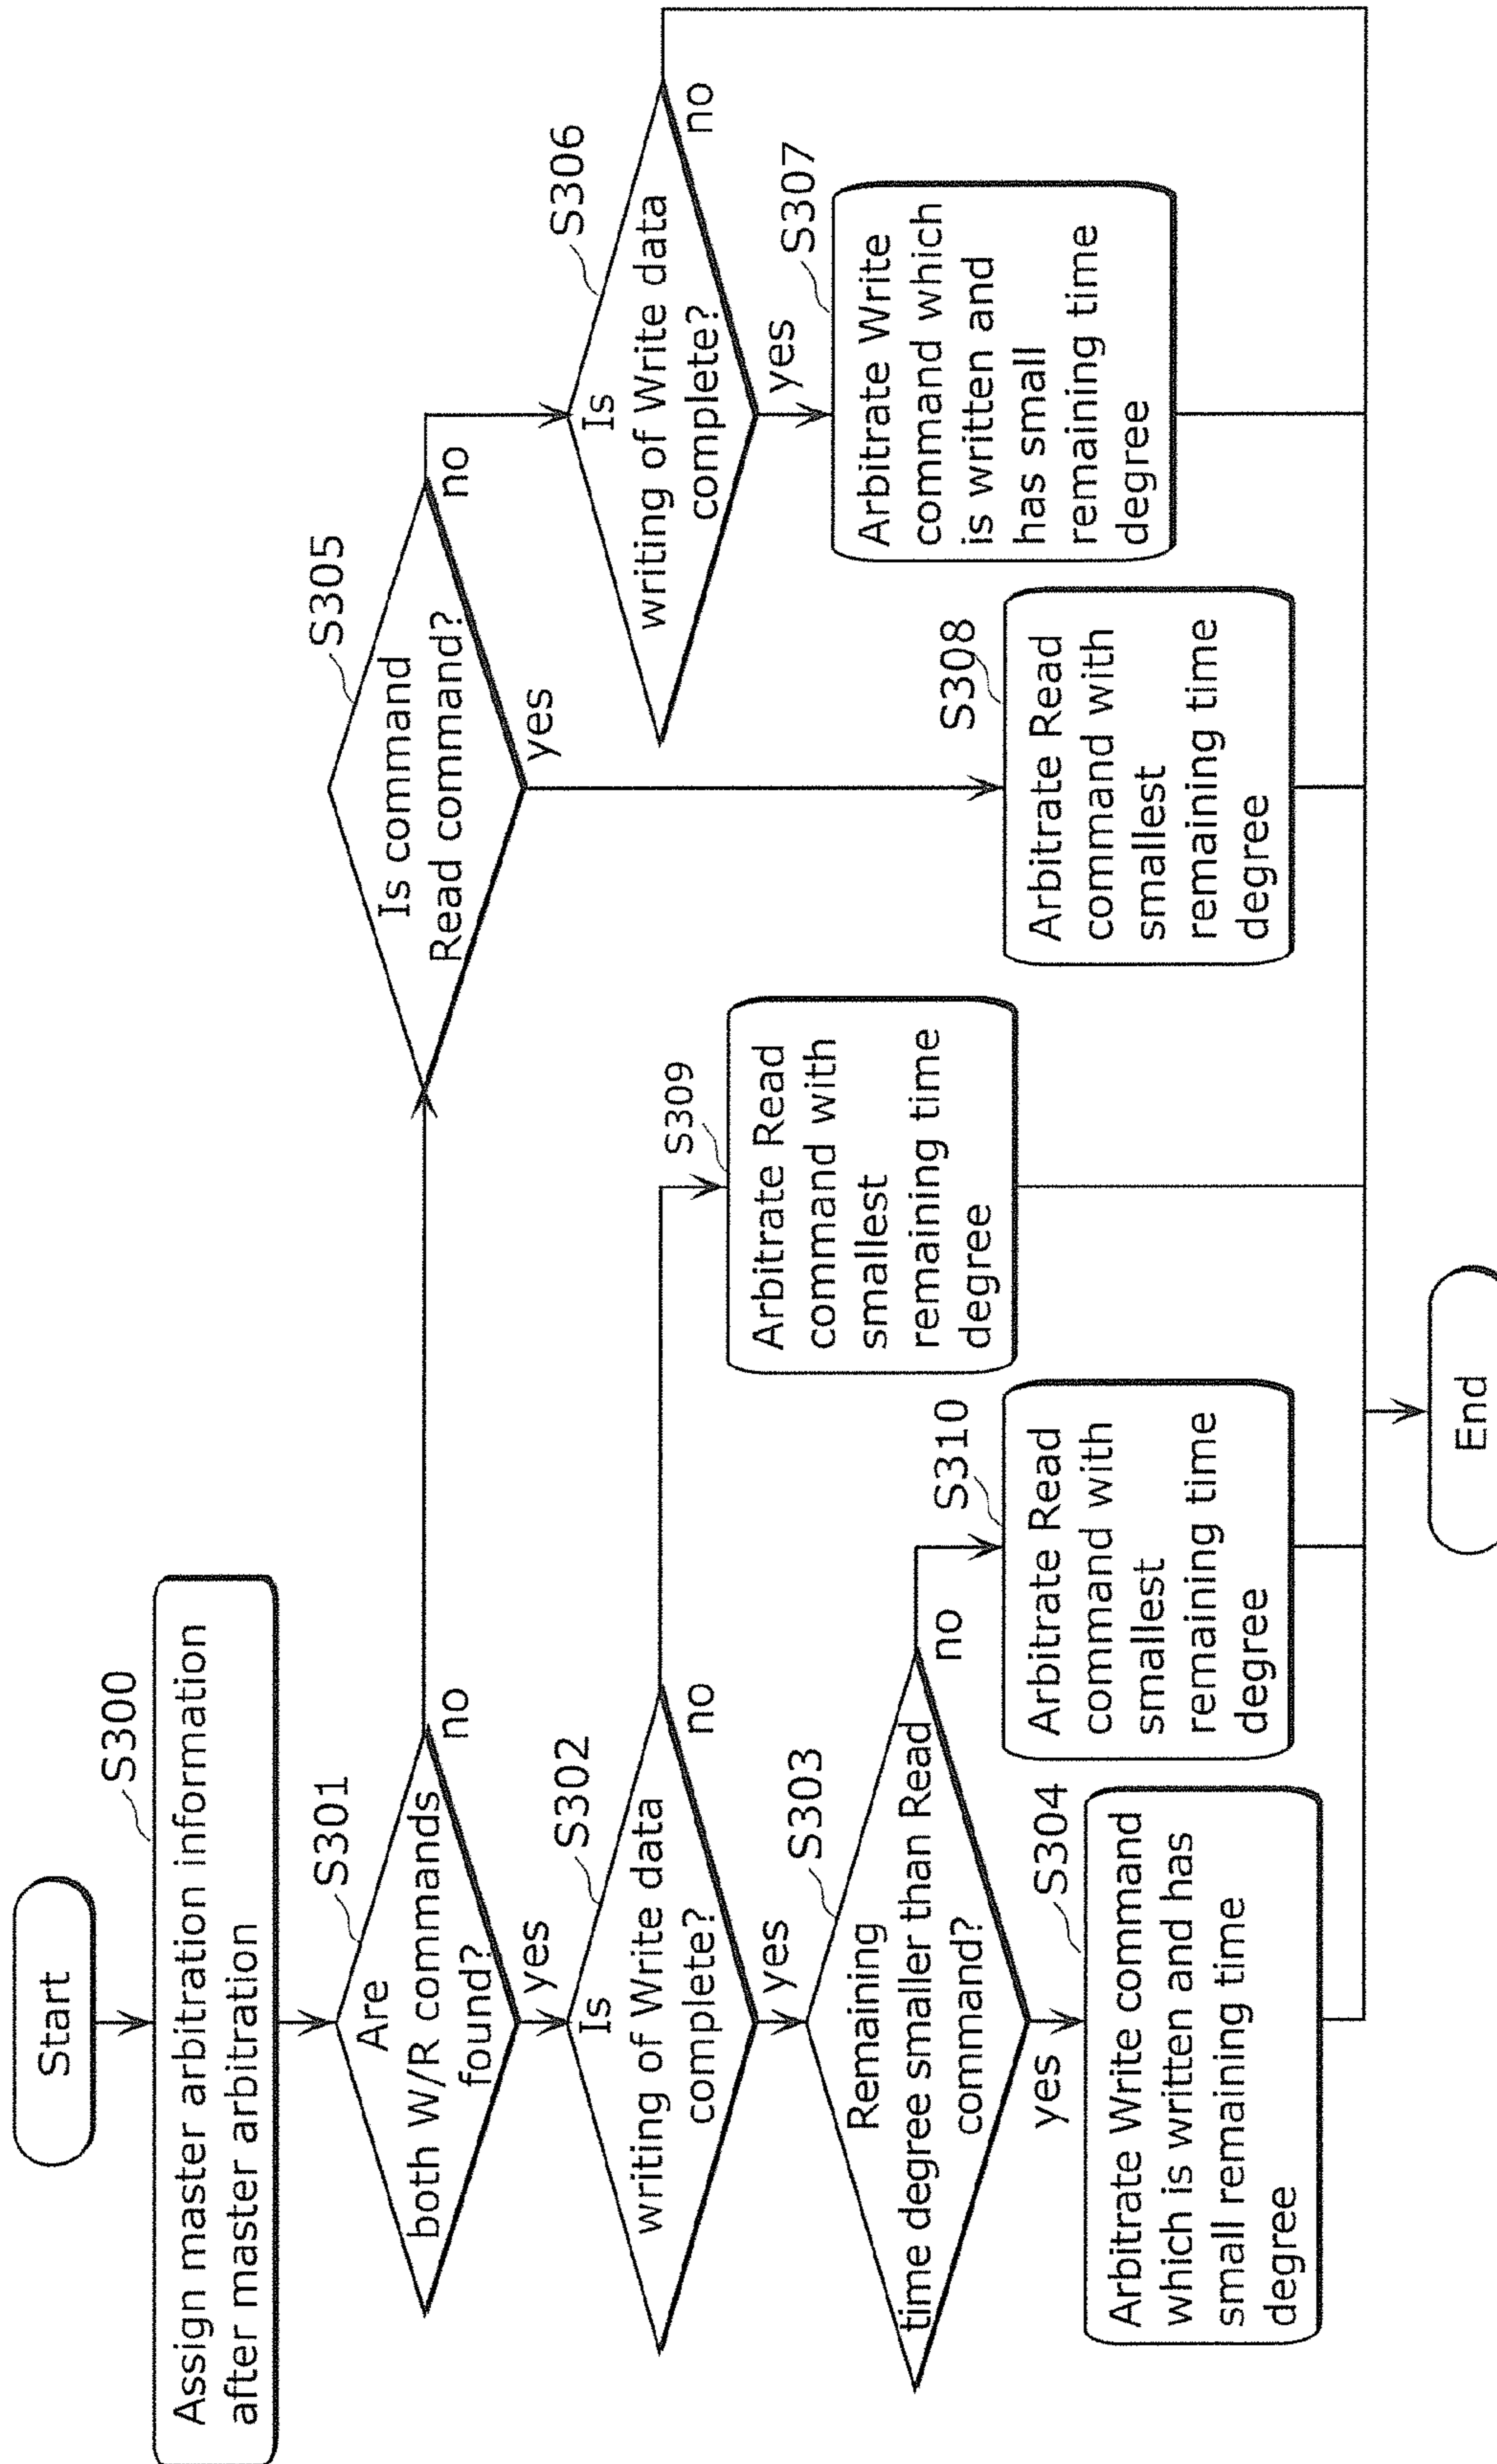 Start
S300
Assign master arbitration information
after master arbitration
S301
Are
both W/R commands
found?
no
yes
S302
Is
writing of Write data
complete?
no
yes
S303
Remaining
time degree smaller than Read
command?
no
yes
S304
Arbitrate Write command
which is written and has
small remaining time
degree
S310
Arbitrate Read
command with
smallest
remaining time
degree
S309
Arbitrate Read
command with
smallest
remaining time
degree
S305
Is command
Read command?
no
yes
S308
Arbitrate Read
command with
smallest
remaining time
degree
S306
Is
writing of Write data
complete?
no
yes
S307
Arbitrate Write
command which
is written and
has small
remaining time
degree
End